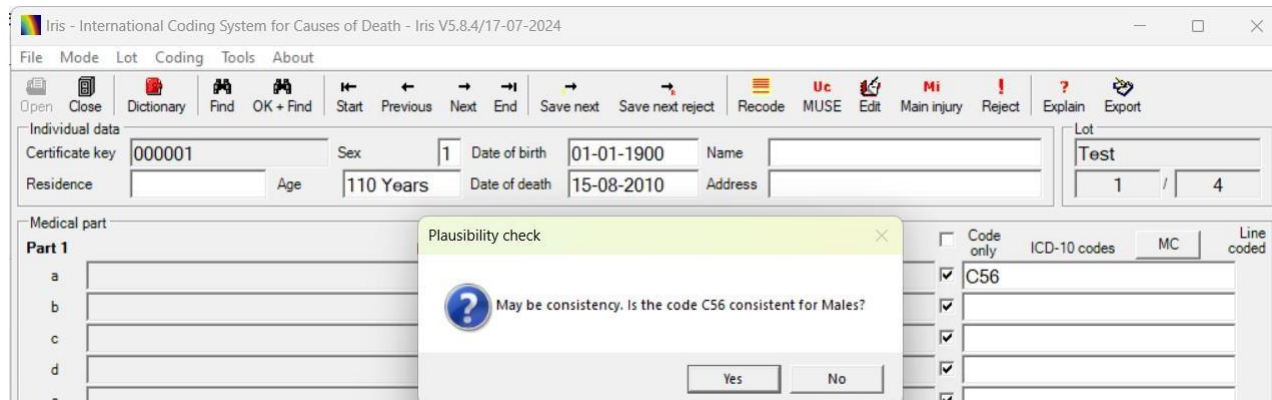 Iris - International Coding System for Causes of Death - Iris V5.8.4/17-07-2024
File Mode Lot Coding Tools About
Open Close Dictionary Find OK + Find Start Previous Next End Save next Save next reject Recode Uc MUSE Edit Mi Main injury ! Reject ? Explain Export
Individual data
Lot
Certificate key 000001 Sex 1 Date of birth 01-01-1900 Name Test
Residence Age 110 Years Date of death 15-08-2010 Address 1 / 4
Medical part
Part 1
Code only ICD-10 codes MC Line coded
Plausibility check
a C56
May be consistency. Is the code C56 consistent for Males?
b
c
d
Yes No